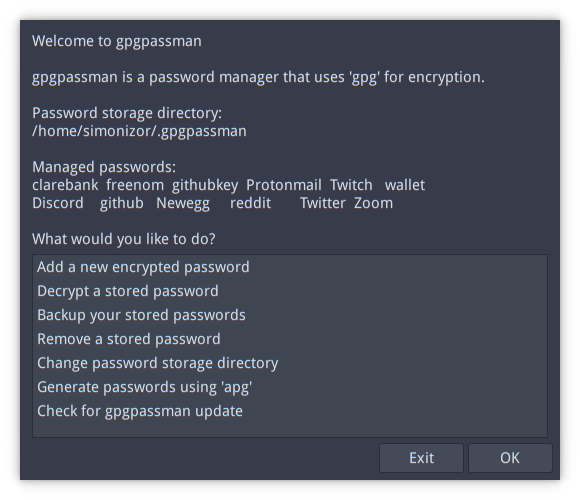 Welcome to gpgpassman
gpgpassman is a password manager that uses 'gpg' for encryption.
Password storage directory:
/home/simonizor/.gpgpassman
Managed passwords:
clarebank freenom githubkey Protonmail Twitch wallet
Discord github Newegg reddit Twitter Zoom
What would you like to do?
Add a new encrypted password
Decrypt a stored password
Backup your stored passwords
Remove a stored password
Change password storage directory
Generate passwords using 'apg'
Check for gpgpassman update
Exit OK